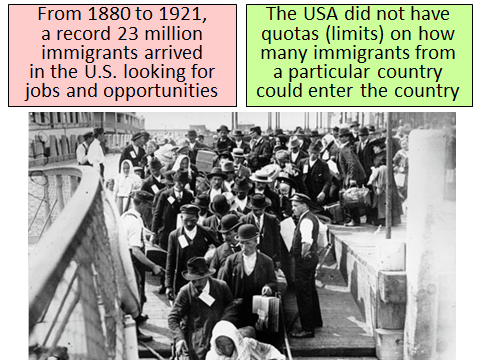 From 1880 to 1921,
a record 23 million
immigrants arrived
in the U.S. looking for
jobs and opportunities
The USA did not have
quotas (limits) on how
many immigrants from
a particular country
could enter the country